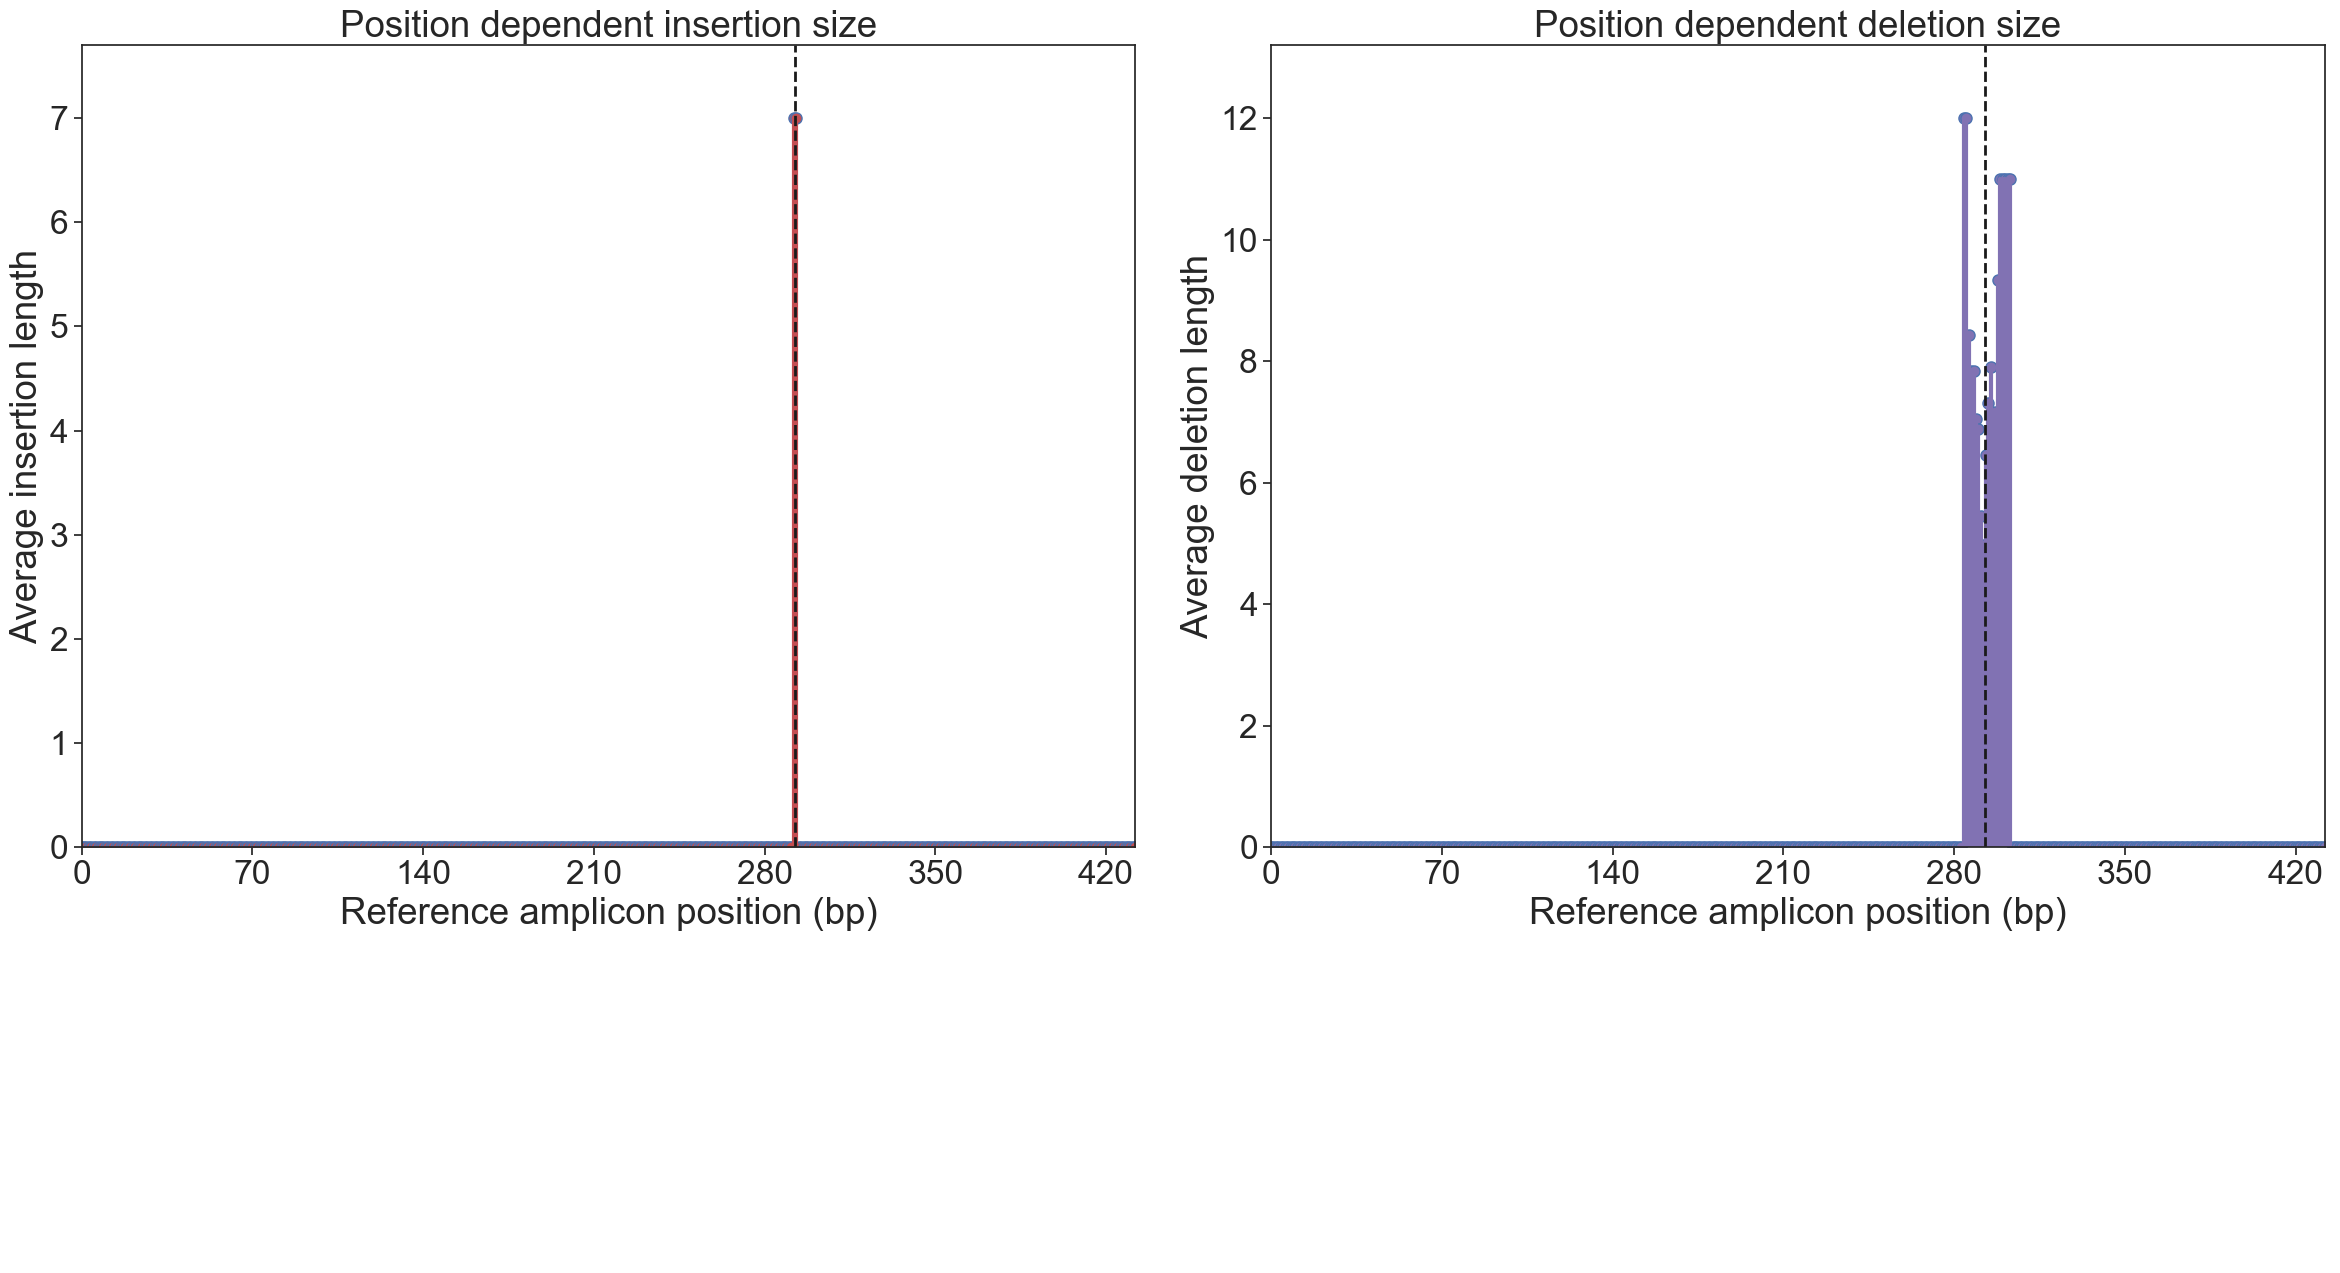 Position dependent insertion size
Average insertion length
7
6
5
4
3
2
1
0
0 70 140 210 280 350 420
Reference amplicon position (bp)
Position dependent deletion size
Average deletion length
12
10
8
6
4
2
0
0 70 140 210 280 350 420
Reference amplicon position (bp)